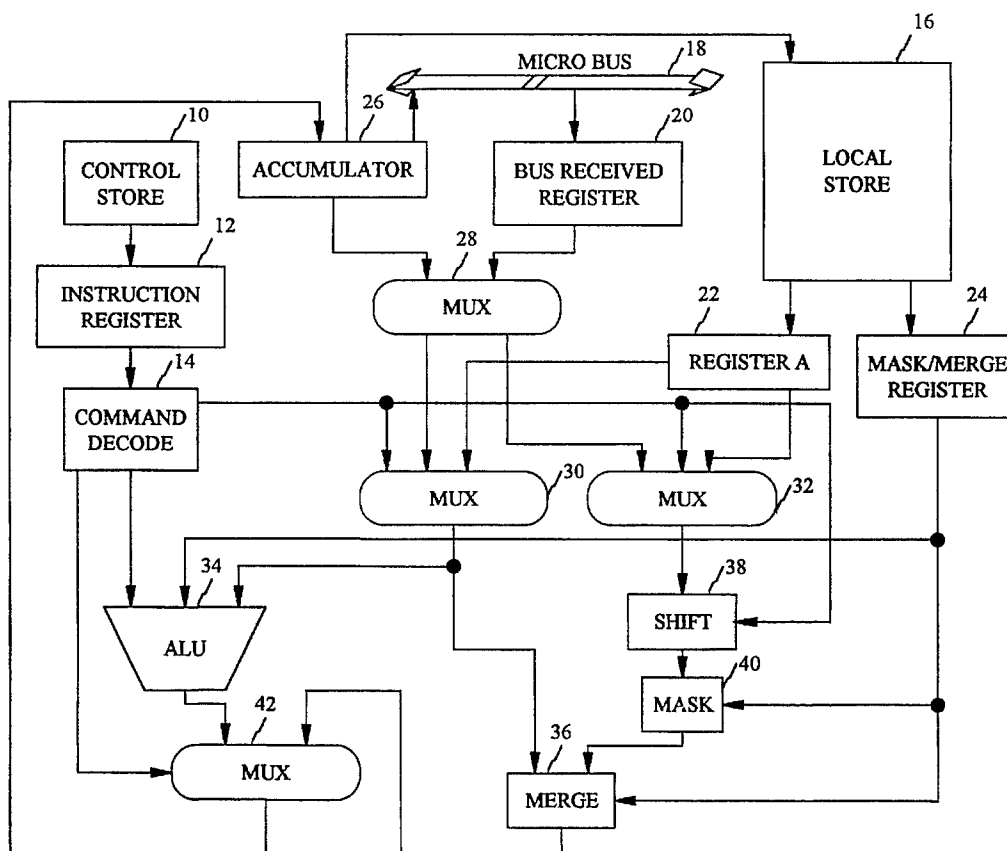 16
MICRO BUS
18
10
26
20
CONTROL
STORE
ACCUMULATOR
BUS RECEIVED
REGISTER
LOCAL
STORE
12
28
INSTRUCTION
REGISTER
MUX
22
24
REGISTER A
MASK/MERGE
REGISTER
14
COMMAND
DECODE
MUX
30
MUX
32
34
38
ALU
SHIFT
40
MASK
42
36
MUX
MERGE